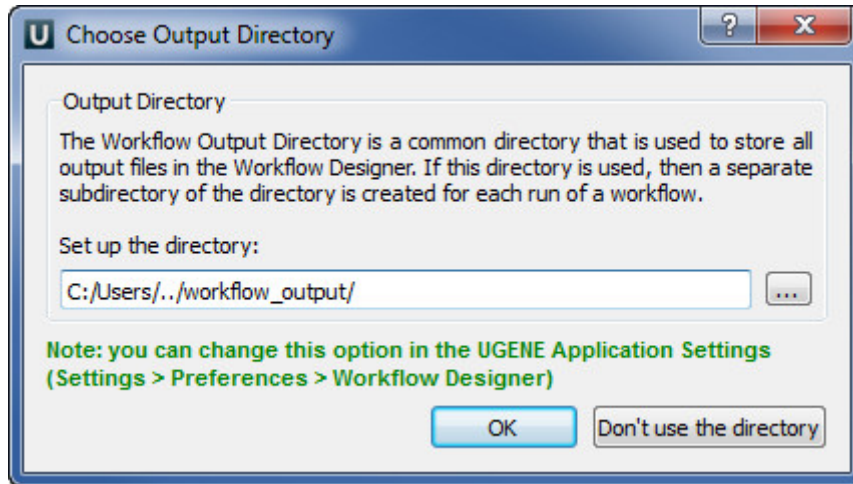 U Choose Output Directory
?
X
Output Directory
The Workflow Output Directory is a common directory that is used to store all
output files in the Workflow Designer. If this directory is used, then a separate
subdirectory of the directory is created for each run of a workflow.
Set up the directory:
C:/Users/../workflow_output/
...
Note: you can change this option in the UGENE Application Settings
(Settings > Preferences > Workflow Designer)
OK
Don't use the directory